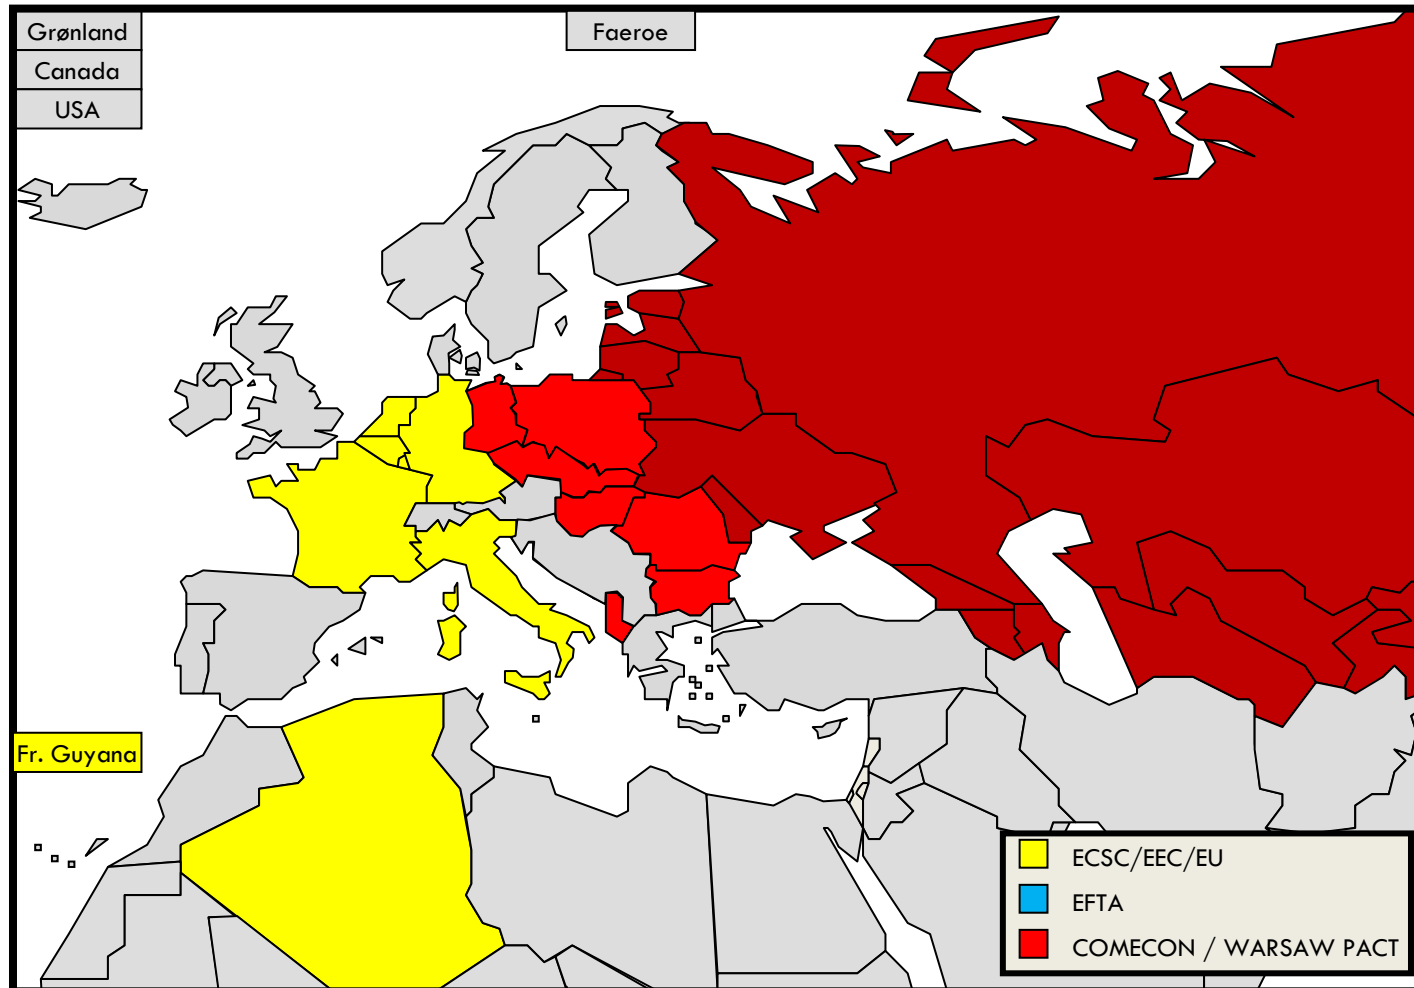 Grønland
Canada
USA
Faeroe
Fr. Guyana
ECSC/EEC/EU
EFTA
COMECON / WARSAW PACT